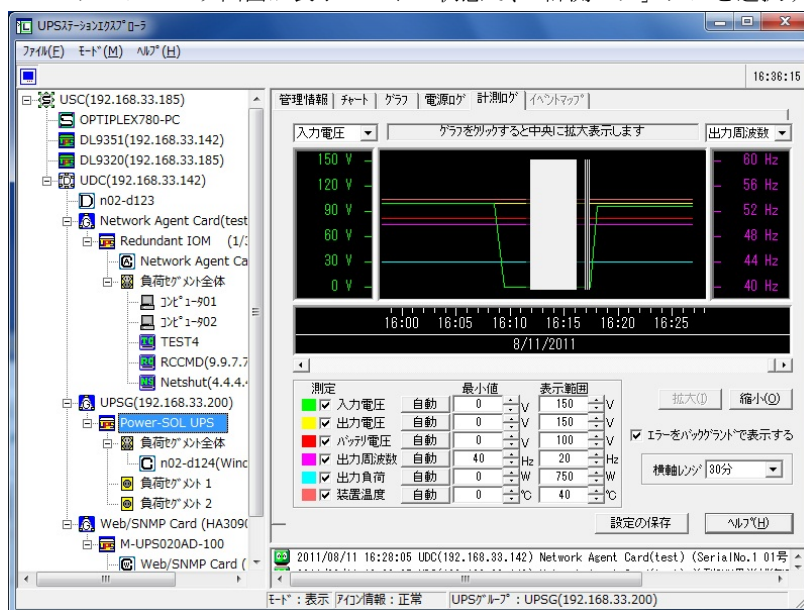 UPSｽﾃｰｼｮﾝｴｸｽﾌﾟﾛｰﾗ
ﾌｧｲﾙ(F) ﾓｰﾄﾞ(M) ﾍﾙﾌﾟ(H)
16:36:15
USC(192.168.33.185)
OPTIPLEX780-PC
DL9351(192.168.33.142)
DL9320(192.168.33.185)
UDC(192.168.33.142)
n02-d123
Network Agent Card(test
Redundant IOM (1/
Network Agent Ca
負荷ｾｸﾞﾒﾝﾄ全体
ｺﾝﾋﾟｭｰﾀ01
ｺﾝﾋﾟｭｰﾀ02
TEST4
RCCMD(9.9.7.7
Netshut(4.4.4.
UPSG(192.168.33.200)
Power-SOL UPS
負荷ｾｸﾞﾒﾝﾄ全体
n02-d124(Winc
負荷ｾｸﾞﾒﾝﾄ 1
負荷ｾｸﾞﾒﾝﾄ 2
Web/SNMP Card (HA309(
M-UPS020AD-100
Web/SNMP Card (
管理情報 ﾁｬｰﾄ ｸﾞﾗﾌ 電源ﾛｸﾞ 計測ﾛｸﾞ ｲﾍﾞﾝﾄﾏｯﾌﾟ
入力電圧 ｸﾞﾗﾌをｸﾘｯｸすると中央に拡大表示します 出力周波数
150 V 60 Hz
120 V 56 Hz
90 V 52 Hz
60 V 48 Hz
30 V 44 Hz
0 V 40 Hz
16:00 16:05 16:10 16:15 16:20 16:25
8/11/2011
測定 最小値 表示範囲
入力電圧 自動 0 V 150 V
出力電圧 自動 0 V 150 V
ﾊﾞｯﾃﾘ電圧 自動 0 V 100 V
出力周波数 自動 40 Hz 20 Hz
出力負荷 自動 0 W 750 W
装置温度 自動 0 ℃ 40 ℃
拡大(I) 縮小(O)
ｴﾗｰをﾊﾞｯｸｸﾞﾗﾝﾄﾞで表示する
横軸ﾚﾝｼﾞ 30分
設定の保存 ﾍﾙﾌﾟ(H)
2011/08/11 16:28:05 UDC(192.168.33.142) Network Agent Card(test) (SerialNo.1 01号
ﾓｰﾄﾞ：表示 ｱｲｺﾝ情報：正常 UPSｸﾞﾙｰﾌﾟ：UPSG(192.168.33.200)